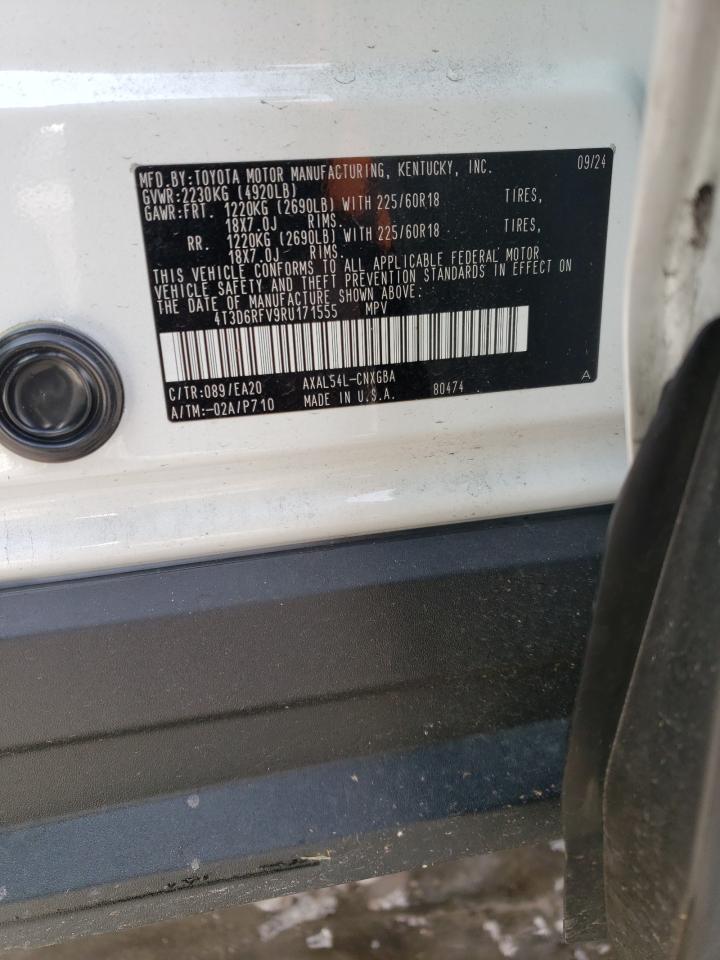 MFD.BY:TOYOTA MOTOR MANUFACTURING, KENTUCKY, INC. 09/24
GVWR:2230KG (4920LB)
GAWR:FRT. 1220KG (2690LB) WITH 225/60R18 TIRES,
18X7.0J RIMS.
RR. 1220KG (2690LB) WITH 225/60R18 TIRES,
18X7.0J RIMS.
THIS VEHICLE CONFORMS TO ALL APPLICABLE FEDERAL MOTOR
VEHICLE SAFETY AND THEFT PREVENTION STANDARDS IN EFFECT ON
THE DATE OF MANUFACTURE SHOWN ABOVE.
4T3D6RFV9RU171555 MPV
C/TR:089/EA20 AXAL54L-CNXGBA A
A/TM:-02A/P710 MADE IN U.S.A. 80474